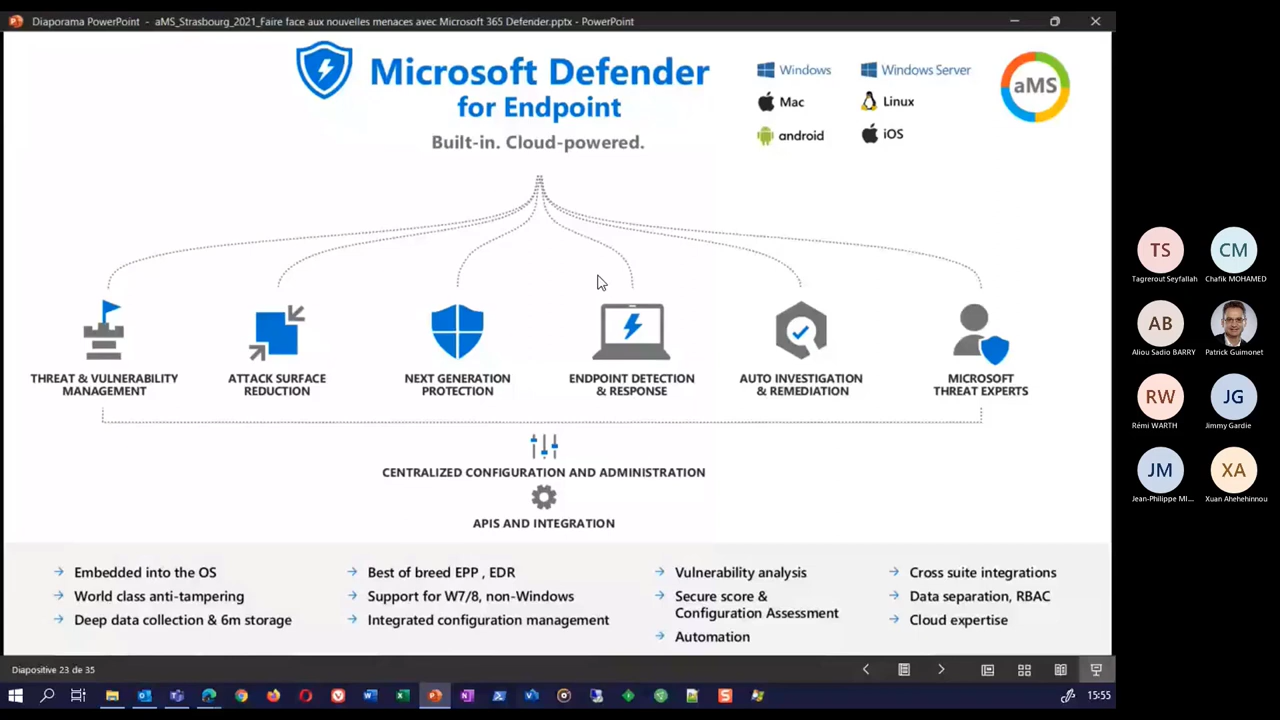 Diaporama PowerPoint - aMS_Strasbourg_2021_Faire face aux nouvelles menaces avec Microsoft 365 Defender.pptx - PowerPoint
Microsoft Defender
for Endpoint
Built-in. Cloud-powered.
Windows
Windows Server
Mac
Linux
android
iOS
aMS
THREAT & VULNERABILITY
MANAGEMENT
ATTACK SURFACE
REDUCTION
NEXT GENERATION
PROTECTION
ENDPOINT DETECTION
& RESPONSE
AUTO INVESTIGATION
& REMEDIATION
MICROSOFT
THREAT EXPERTS
CENTRALIZED CONFIGURATION AND ADMINISTRATION
APIS AND INTEGRATION
Embedded into the OS
World class anti-tampering
Deep data collection & 6m storage
Best of breed EPP , EDR
Support for W7/8, non-Windows
Integrated configuration management
Vulnerability analysis
Secure score &
Configuration Assessment
Automation
Cross suite integrations
Data separation, RBAC
Cloud expertise
Diapositive 23 de 35
15:55
TS
Tagrerout Seyfallah
CM
Chafik MOHAMED
AB
Aliou Sadio BARRY
Patrick Guimonet
RW
Rémi WARTH
JG
Jimmy Gardie
JM
Jean-Philippe MI...
XA
Xuan Ahehehinnou